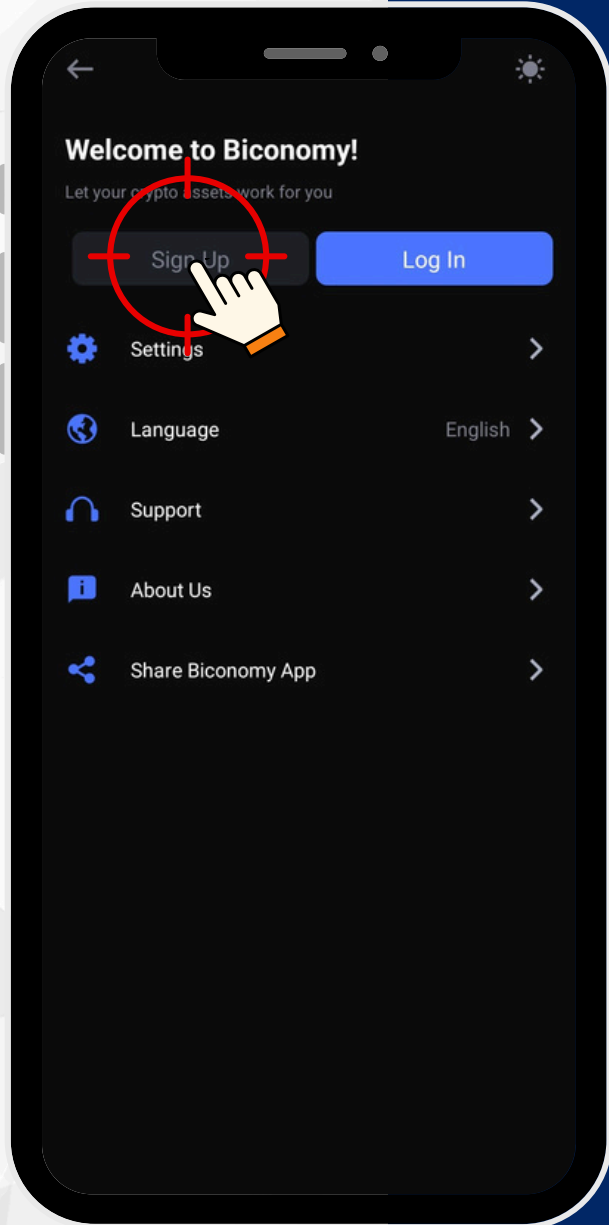 Welcome to Biconomy!
Let your crypto assets work for you
Sign Up
Log In
Settings
Language
English
Support
About Us
Share Biconomy App